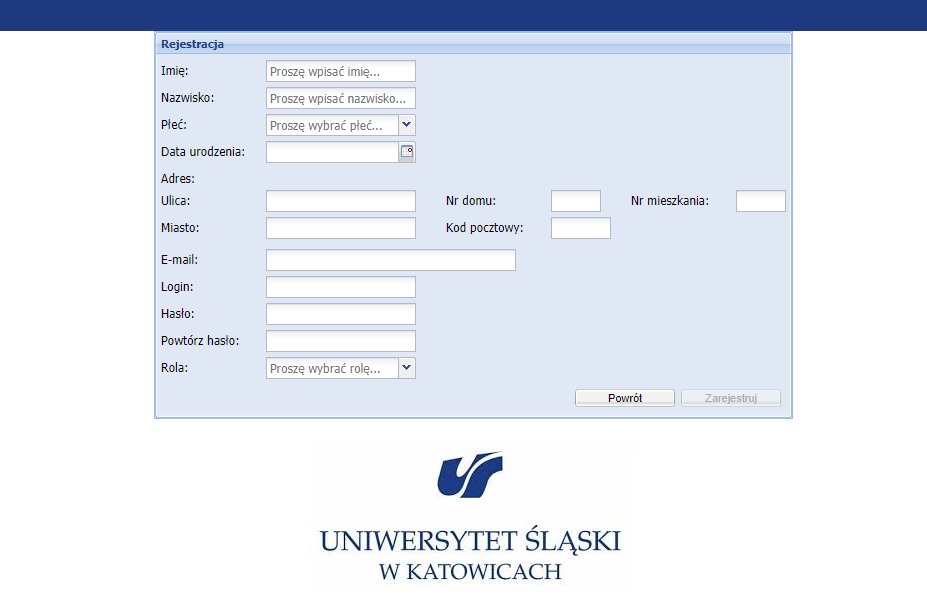 Rejestracja
Imię: Proszę wpisać imię...
Nazwisko: Proszę wpisać nazwisko...
Płeć: Proszę wybrać płeć...
Data urodzenia:
Adres:
Ulica: Nr domu: Nr mieszkania:
Miasto: Kod pocztowy:
E-mail:
Login:
Hasło:
Powtórz hasło:
Rola: Proszę wybrać rolę...
Powrót Zarejestruj
UNIWERSYTET ŚLĄSKI
W KATOWICACH